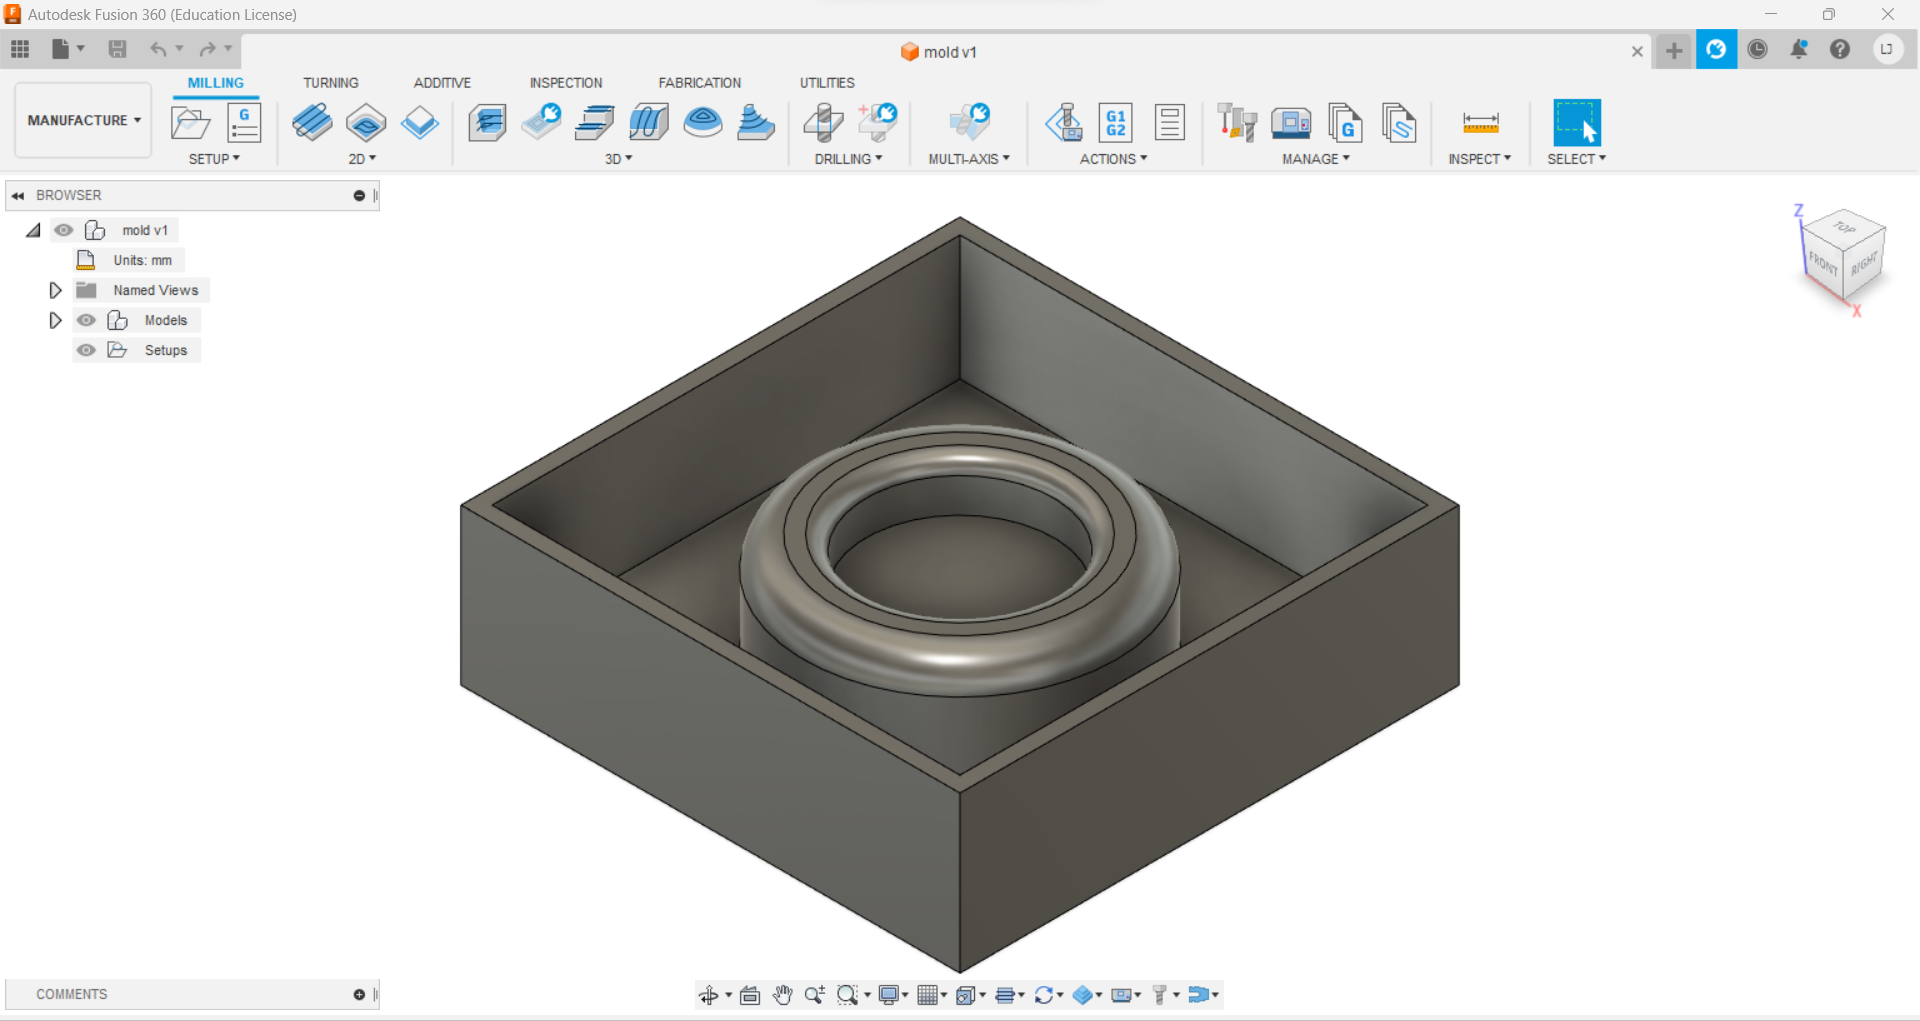 Autodesk Fusion 360 (Education License)
mold v1
LJ
MILLING TURNING ADDITIVE INSPECTION FABRICATION UTILITIES
MANUFACTURE
G
G1
G2
G
S
SETUP 2D 3D DRILLING MULTI-AXIS ACTIONS MANAGE INSPECT SELECT
BROWSER
mold v1
Units: mm
Named Views
Models
Setups
Z
TOP
FRONT
RIGHT
X
COMMENTS